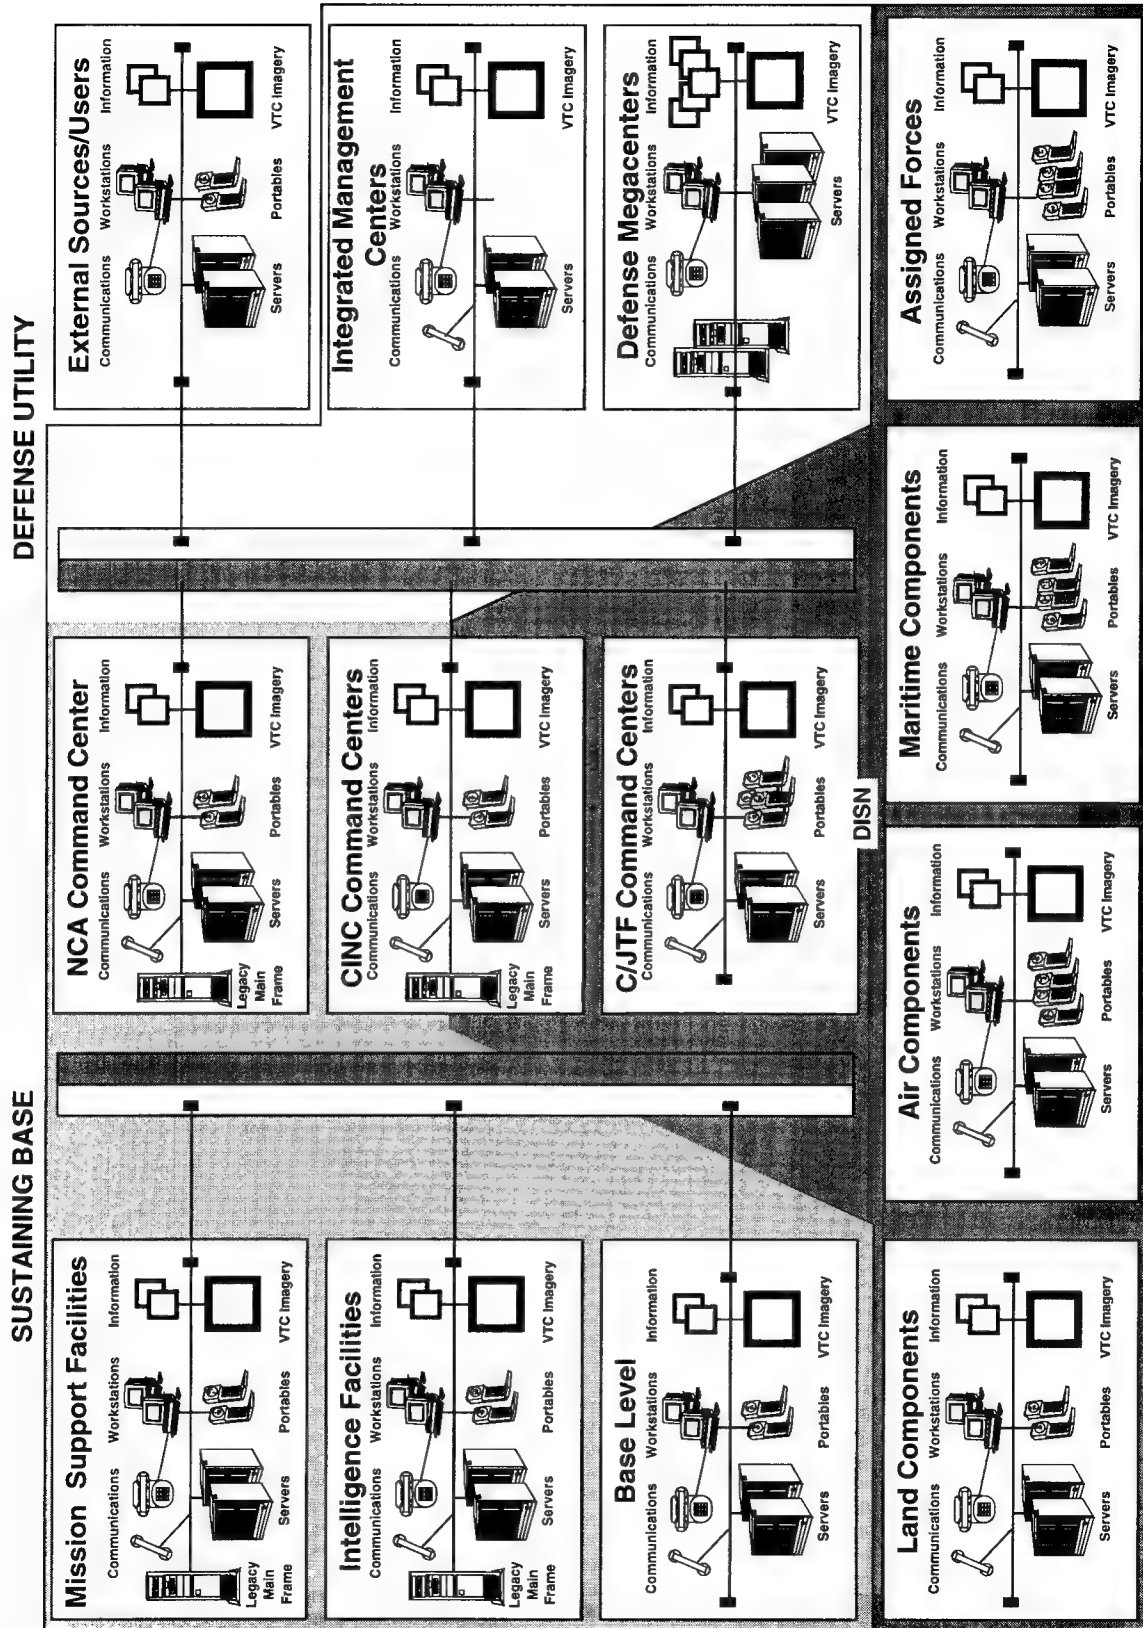 SUSTAINING BASE
DEFENSE UTILITY
Mission Support Facilities
Communications Workstations Information
Legacy
Main
Frame
Servers Portables VTC Imagery
NCA Command Center
Communications Workstations Information
Legacy
Main
Frame
Servers Portables VTC Imagery
External Sources/Users
Communications Workstations Information
Servers Portables VTC Imagery
Intelligence Facilities
Communications Workstations Information
Legacy
Main
Frame
Servers Portables VTC Imagery
CINC Command Centers
Communications Workstations Information
Legacy
Main
Frame
Servers Portables VTC Imagery
Integrated Management
Centers
Communications Workstations Information
Servers VTC Imagery
Base Level
Communications Workstations Information
Servers Portables VTC Imagery
C/JTF Command Centers
Communications Workstations Information
Servers Portables VTC Imagery
Defense Megacenters
Communications Workstations Information
Servers VTC Imagery
DISN
Land Components
Communications Workstations Information
Servers Portables VTC Imagery
Air Components
Communications Workstations Information
Servers Portables VTC Imagery
Maritime Components
Communications Workstations Information
Servers Portables VTC Imagery
Assigned Forces
Communications Workstations Information
Servers Portables VTC Imagery